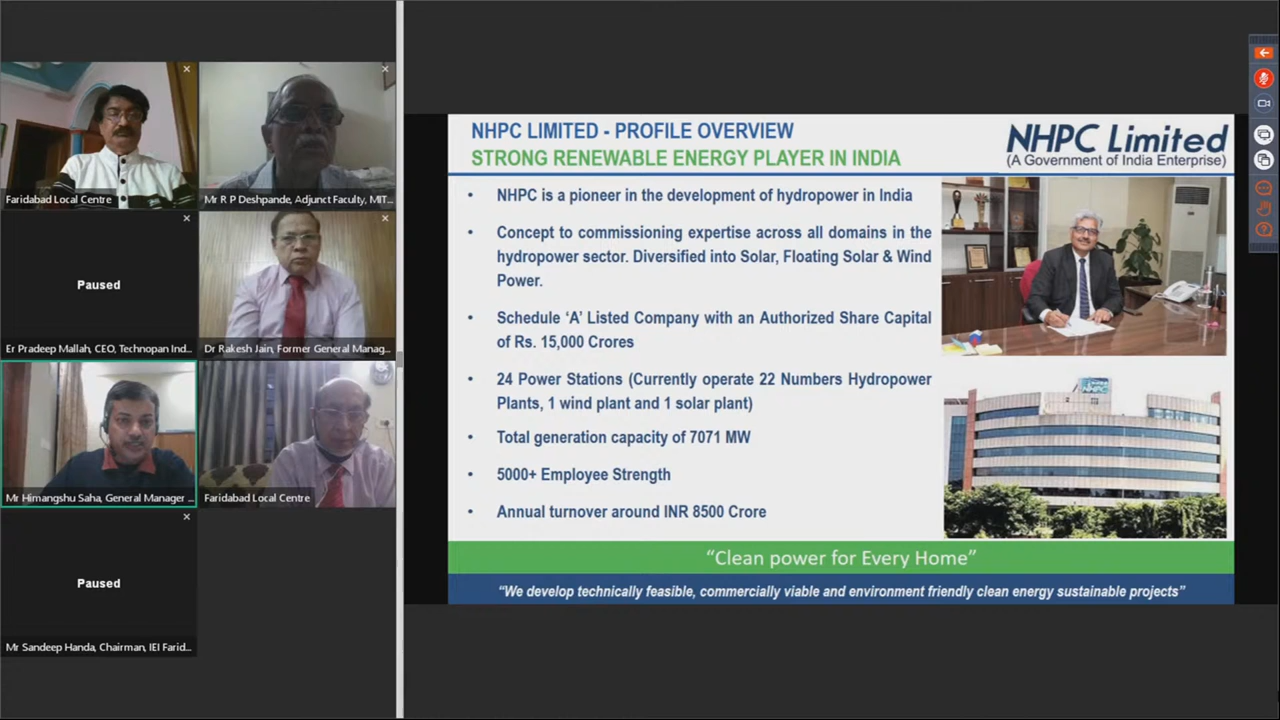 Faridabad Local Centre
Mr R P Deshpande, Adjunct Faculty, MIT...
Paused
Er Pradeep Mallah, CEO, Technopan Ind...
Dr Rakesh Jain, Former General Manag...
Mr Himangshu Saha, General Manager ...
Faridabad Local Centre
Paused
Mr Sandeep Handa, Chairman, IEI Farid...
NHPC LIMITED - PROFILE OVERVIEW
STRONG RENEWABLE ENERGY PLAYER IN INDIA
NHPC Limited
(A Government of India Enterprise)
• NHPC is a pioneer in the development of hydropower in India
• Concept to commissioning expertise across all domains in the
hydropower sector. Diversified into Solar, Floating Solar & Wind
Power.
• Schedule ‘A’ Listed Company with an Authorized Share Capital
of Rs. 15,000 Crores
• 24 Power Stations (Currently operate 22 Numbers Hydropower
Plants, 1 wind plant and 1 solar plant)
• Total generation capacity of 7071 MW
• 5000+ Employee Strength
• Annual turnover around INR 8500 Crore
NHPC
“Clean power for Every Home”
“We develop technically feasible, commercially viable and environment friendly clean energy sustainable projects”